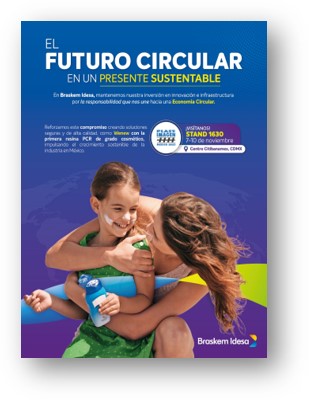 EL
FUTURO CIRCULAR
EN UN PRESENTE SUSTENTABLE
En Braskem Idesa, mantenemos nuestra inversión en innovación e infraestructura
por la responsabilidad que nos une hacia una Economía Circular.
Reforzamos este compromiso creando soluciones
seguras y de alta calidad, como Idenew con la
primera resina PCR de grado cosmético,
impulsando el crecimiento sostenible de la
industria en México.
PLAST
IMAGEN
¡VISÍTANOS!
STAND 1630
7-10 de noviembre
Centro Citibanamex, CDMX
Braskem Idesa